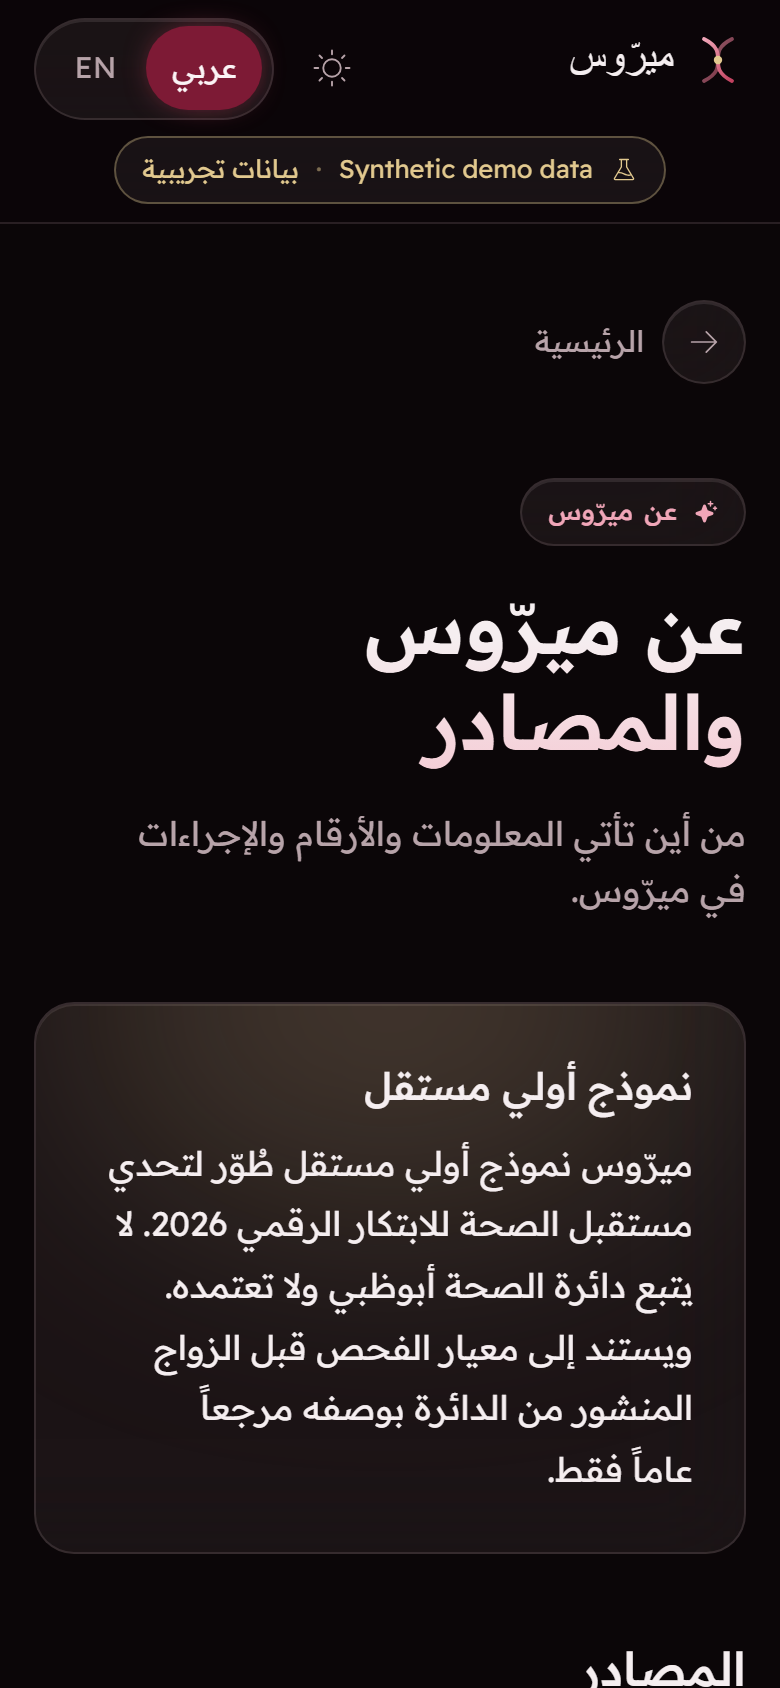 ميرّوس
عربي EN
Synthetic demo data · بيانات تجريبية
الرئيسية
عن ميرّوس
عن ميرّوس
والمصادر
من أين تأتي المعلومات والأرقام والإجراءات
في ميرّوس.
نموذج أولي مستقل
ميرّوس نموذج أولي مستقل طُوّر لتحدي
مستقبل الصحة للابتكار الرقمي 2026. لا
يتبع دائرة الصحة أبوظبي ولا تعتمده.
ويستند إلى معيار الفحص قبل الزواج
المنشور من الدائرة بوصفه مرجعاً
عاماً فقط.
المصادر